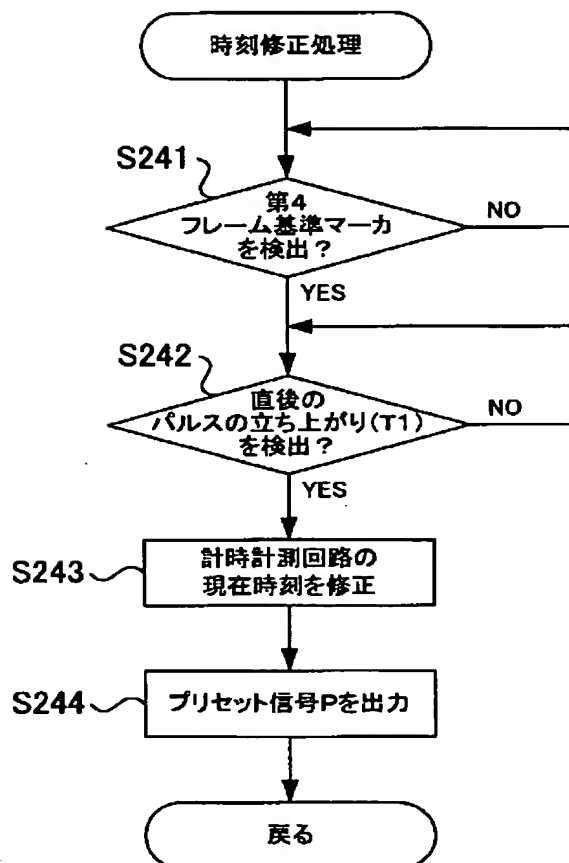 時刻修正処理
S241
第4
フレーム基準マーカ
を検出?
NO
YES
S242
直後の
パルスの立ち上がり(T1)
を検出?
NO
YES
S243
計時計測回路の
現在時刻を修正
S244
プリセット信号Pを出力
戻る